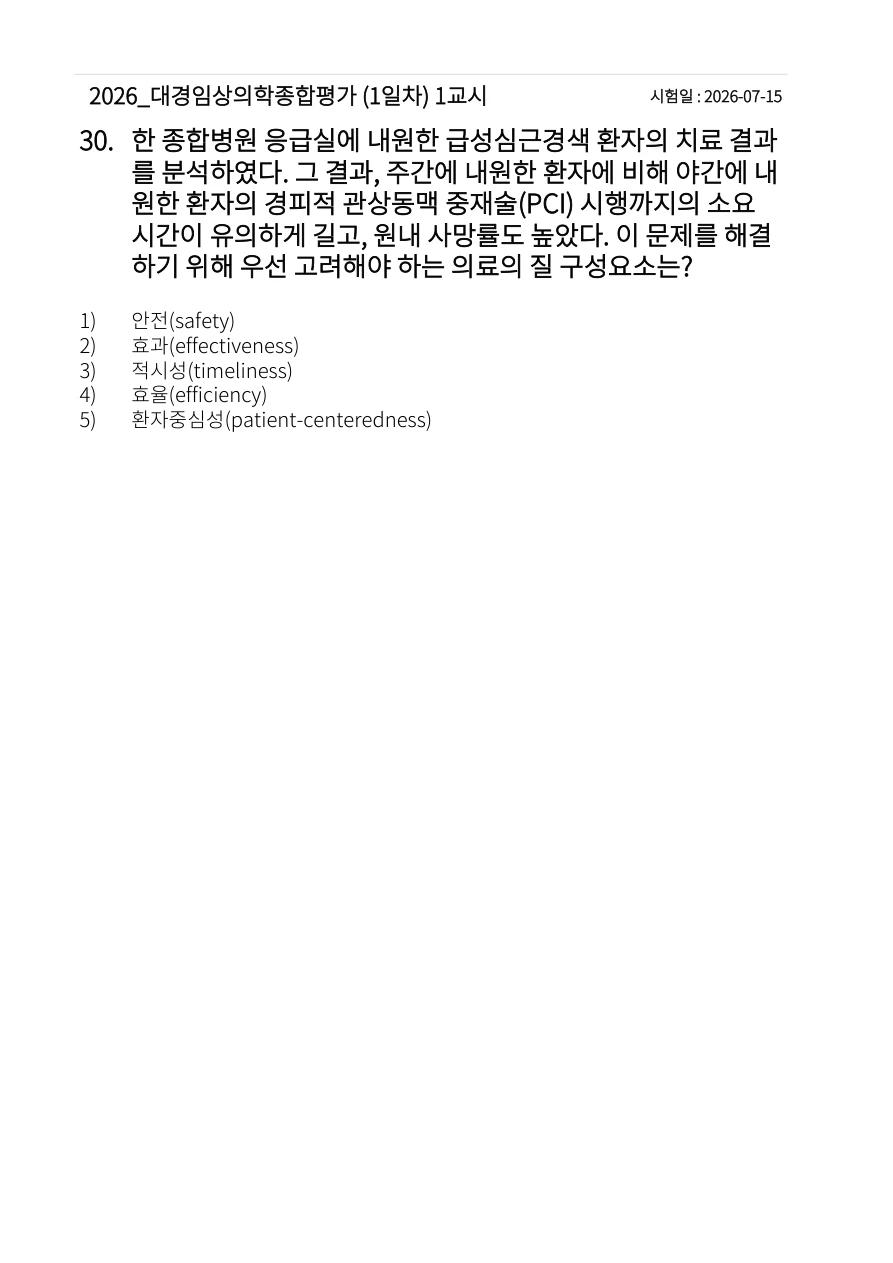 2026_대경임상의학종합평가 (1일차) 1교시 시험일 : 2026-07-15
30. 한 종합병원 응급실에 내원한 급성심근경색 환자의 치료 결과
를 분석하였다. 그 결과, 주간에 내원한 환자에 비해 야간에 내
원한 환자의 경피적 관상동맥 중재술(PCI) 시행까지의 소요
시간이 유의하게 길고, 원내 사망률도 높았다. 이 문제를 해결
하기 위해 우선 고려해야 하는 의료의 질 구성요소는?
1) 안전(safety)
2) 효과(effectiveness)
3) 적시성(timeliness)
4) 효율(efficiency)
5) 환자중심성(patient-centeredness)